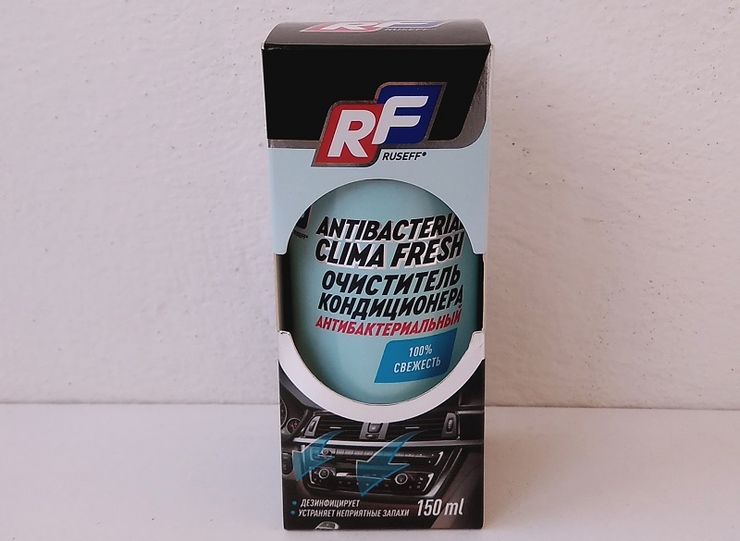 RF
RUSEFF®
ANTIBACTERIAL
CLIMA FRESH
ОЧИСТИТЕЛЬ
КОНДИЦИОНЕРА
АНТИБАКТЕРИАЛЬНЫЙ
100%
СВЕЖЕСТЬ
• ДЕЗИНФИЦИРУЕТ
• УСТРАНЯЕТ НЕПРИЯТНЫЕ ЗАПАХИ
150 ml